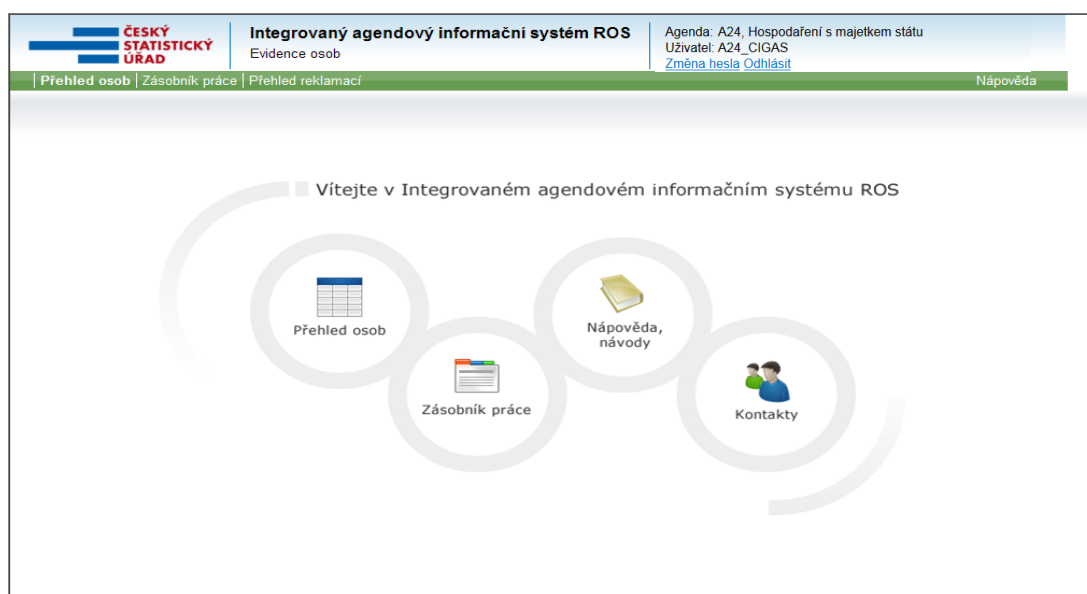 ČESKÝ
STATISTICKÝ
ÚŘAD
Integrovaný agendový informační systém ROS
Evidence osob
Agenda: A24, Hospodaření s majetkem státu
Uživatel: A24_CIGAS
Změna hesla Odhlásit
| Přehled osob | Zásobník práce | Přehled reklamací
Nápověda
Vítejte v Integrovaném agendovém informačním systému ROS
Přehled osob
Nápověda,
návody
Zásobník práce
Kontakty